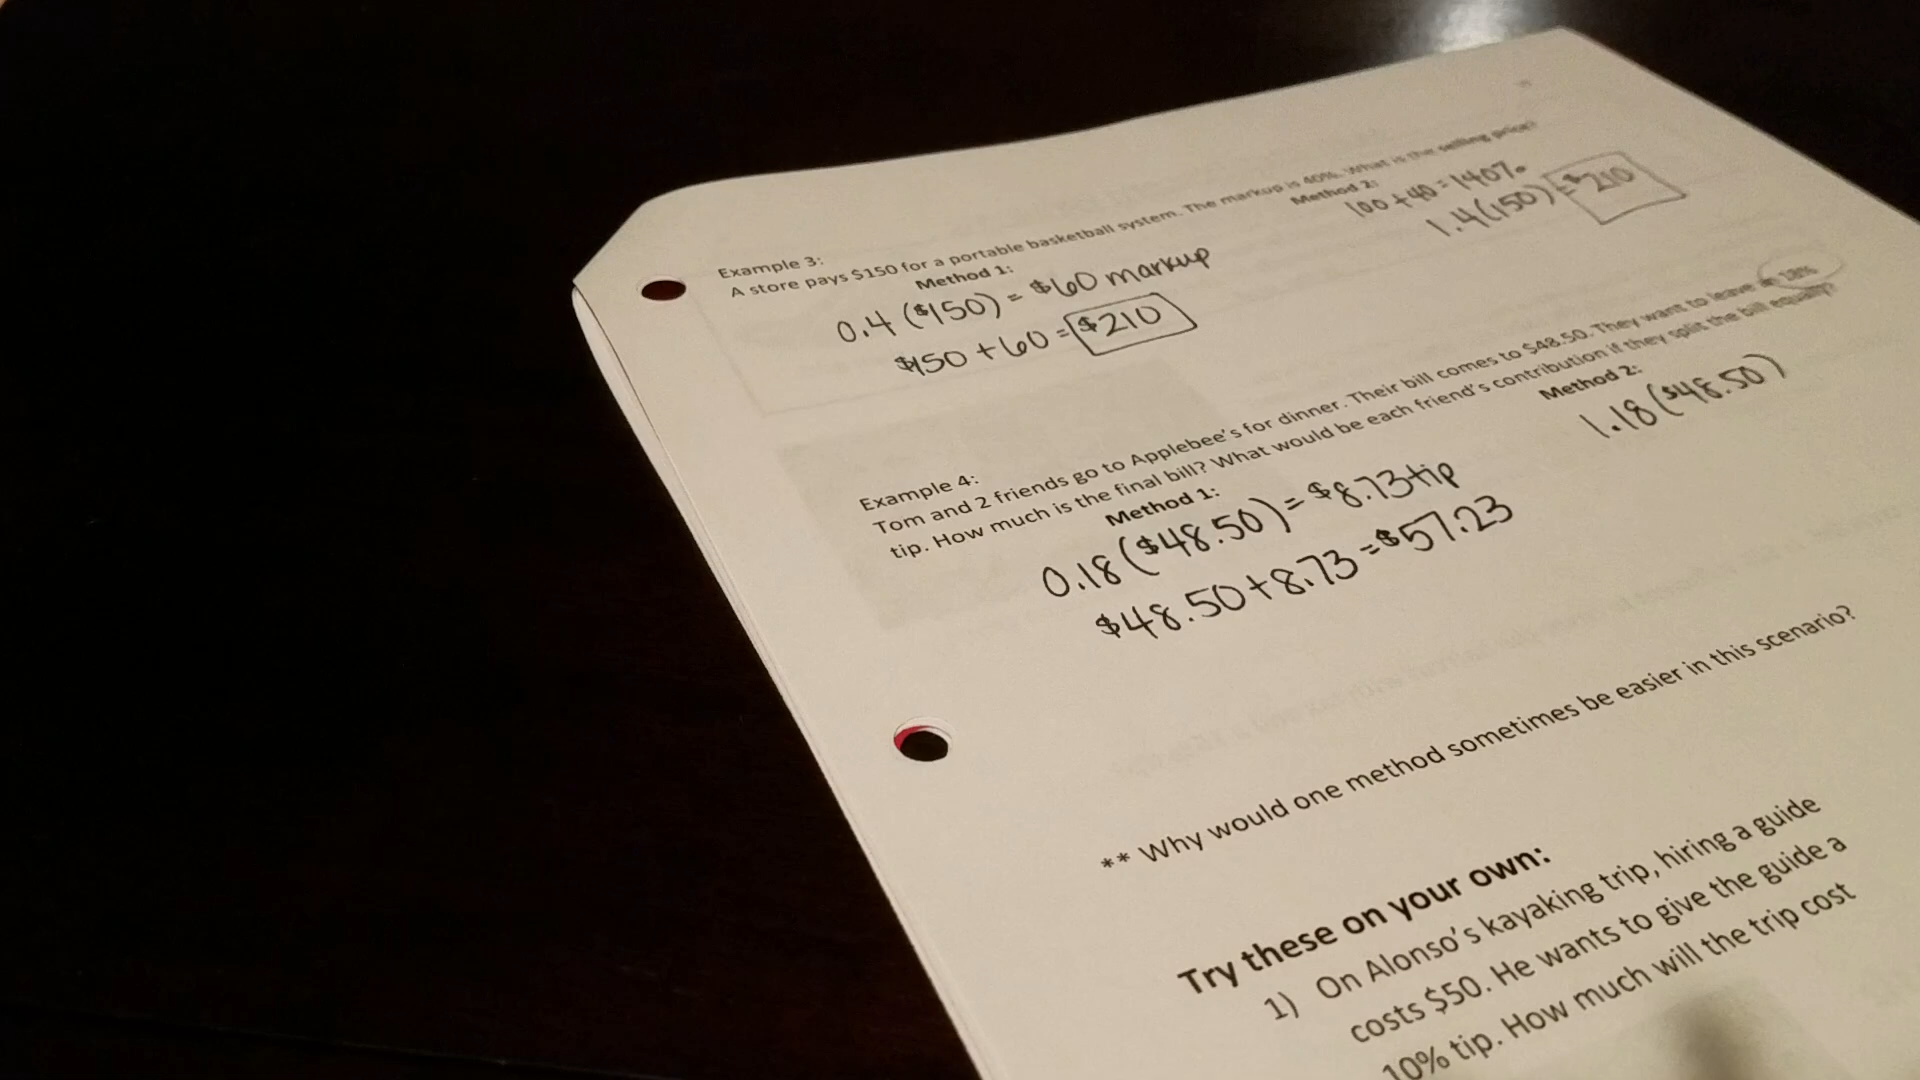 Example 3:
A store pays $150 for a portable basketball system. The markup is 40%. What is the selling price?
Method 1:
0.4 ($150) = $60 markup
$150 + 60 = $210
Method 2:
100 + 40 = 140%
1.4(150) = $210
Example 4:
Tom and 2 friends go to Applebee's for dinner. Their bill comes to $48.50. They want to leave an 18%
tip. How much is the final bill? What would be each friend's contribution if they split the bill equally?
Method 1:
0.18 ($48.50) = $8.73 tip
$48.50 + 8.73 = $57.23
Method 2:
1.18 ($48.50)
** Why would one method sometimes be easier in this scenario?
Try these on your own:
1) On Alonso's kayaking trip, hiring a guide
costs $50. He wants to give the guide a
10% tip. How much will the trip cost